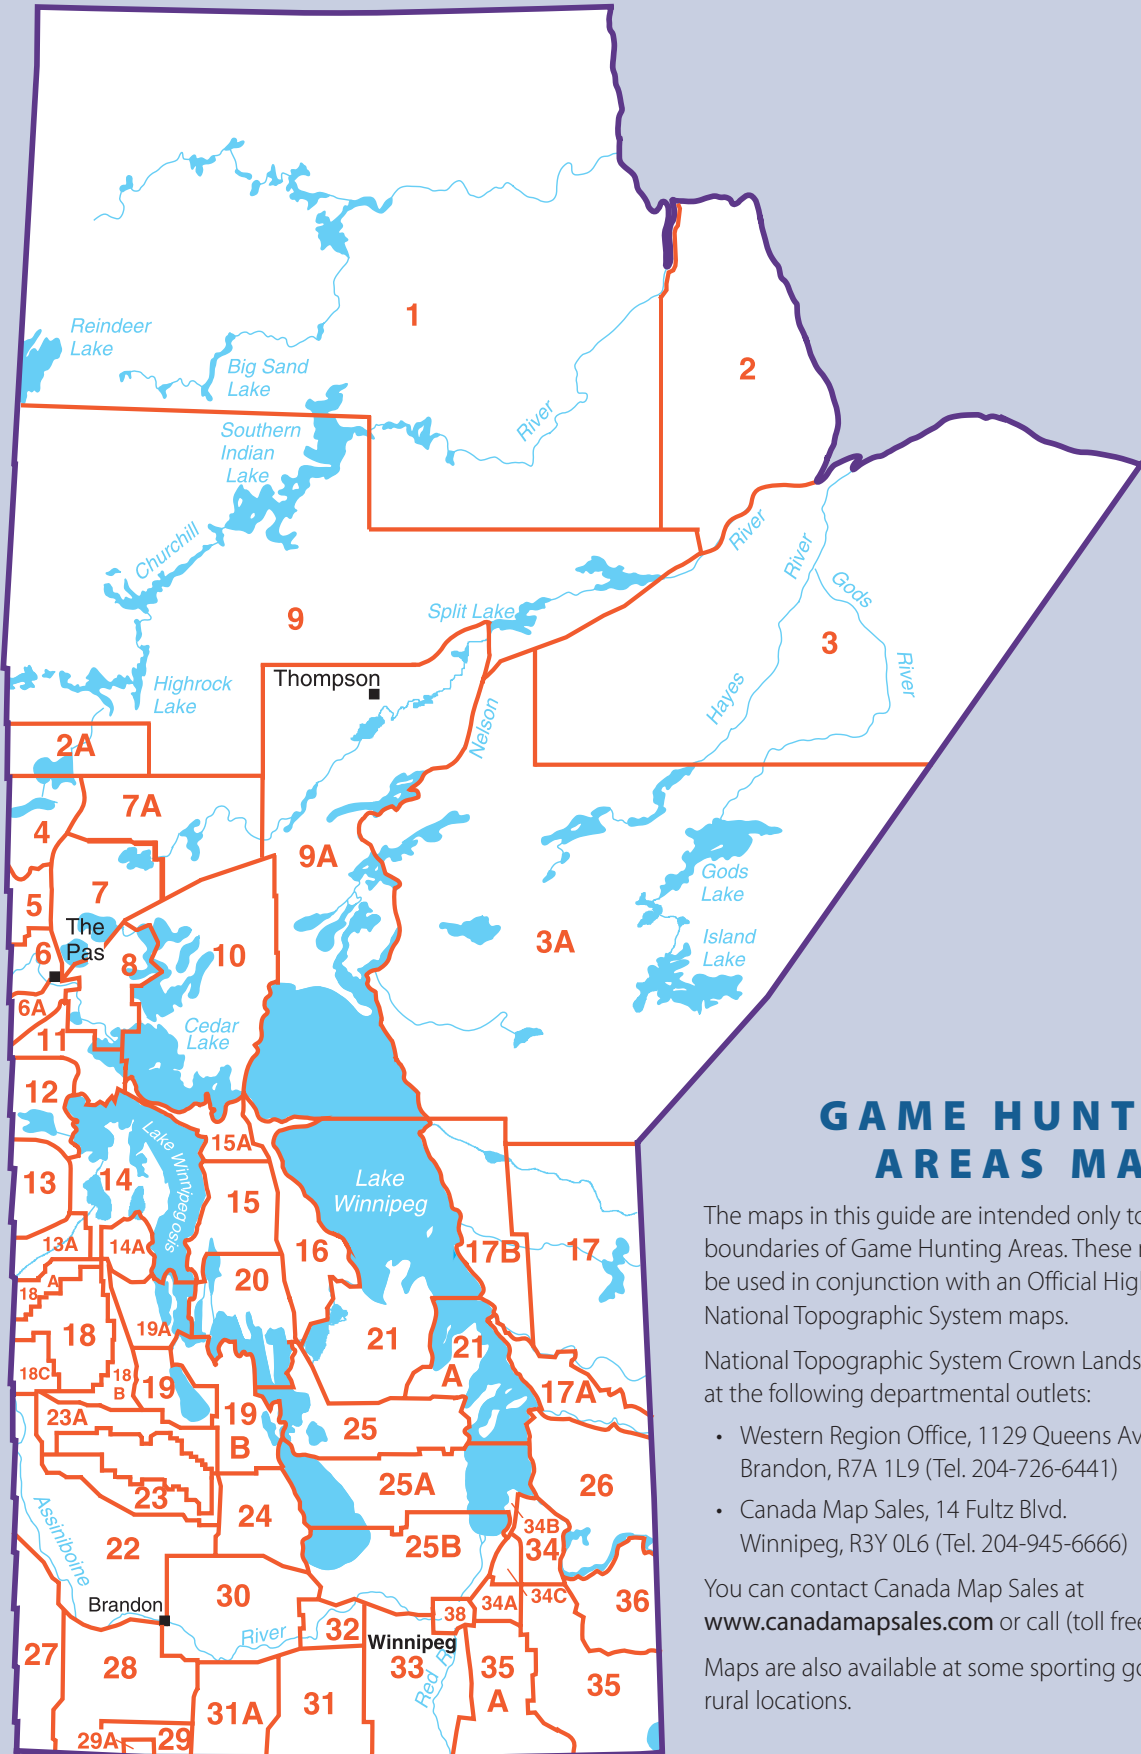 1
2
Reindeer
Lake
Big Sand
Lake
Southern
Indian
Lake
River
Churchill
River
River
Gods
River
Hayes
3
9
Split Lake
Thompson
Highrock
Lake
Nelson
2A
7A
4
9A
7
5
The
Pas
6
8
10
3A
Gods
Lake
Island
Lake
6A
11
Cedar
Lake
12
15A
Lake Winnipegosis
13
14
15
Lake
Winnipeg
13A
14A
16
17B
17
18
A
20
18
19A
21
21
A
18C
18
B
19
17A
23A
19
B
25
23
25A
26
24
Assiniboine
22
25B
34B
34
30
34A
34C
36
Brandon
38
River
32
Winnipeg
27
28
33
Red R
35
A
35
31A
31
29A
29
GAME HUNT
AREAS MA
The maps in this guide are intended only to
boundaries of Game Hunting Areas. These
be used in conjunction with an Official Hig
National Topographic System maps.
National Topographic System Crown Lands
at the following departmental outlets:
• Western Region Office, 1129 Queens Av
Brandon, R7A 1L9 (Tel. 204-726-6441)
• Canada Map Sales, 14 Fultz Blvd.
Winnipeg, R3Y 0L6 (Tel. 204-945-6666)
You can contact Canada Map Sales at
www.canadamapsales.com or call (toll free
Maps are also available at some sporting go
rural locations.